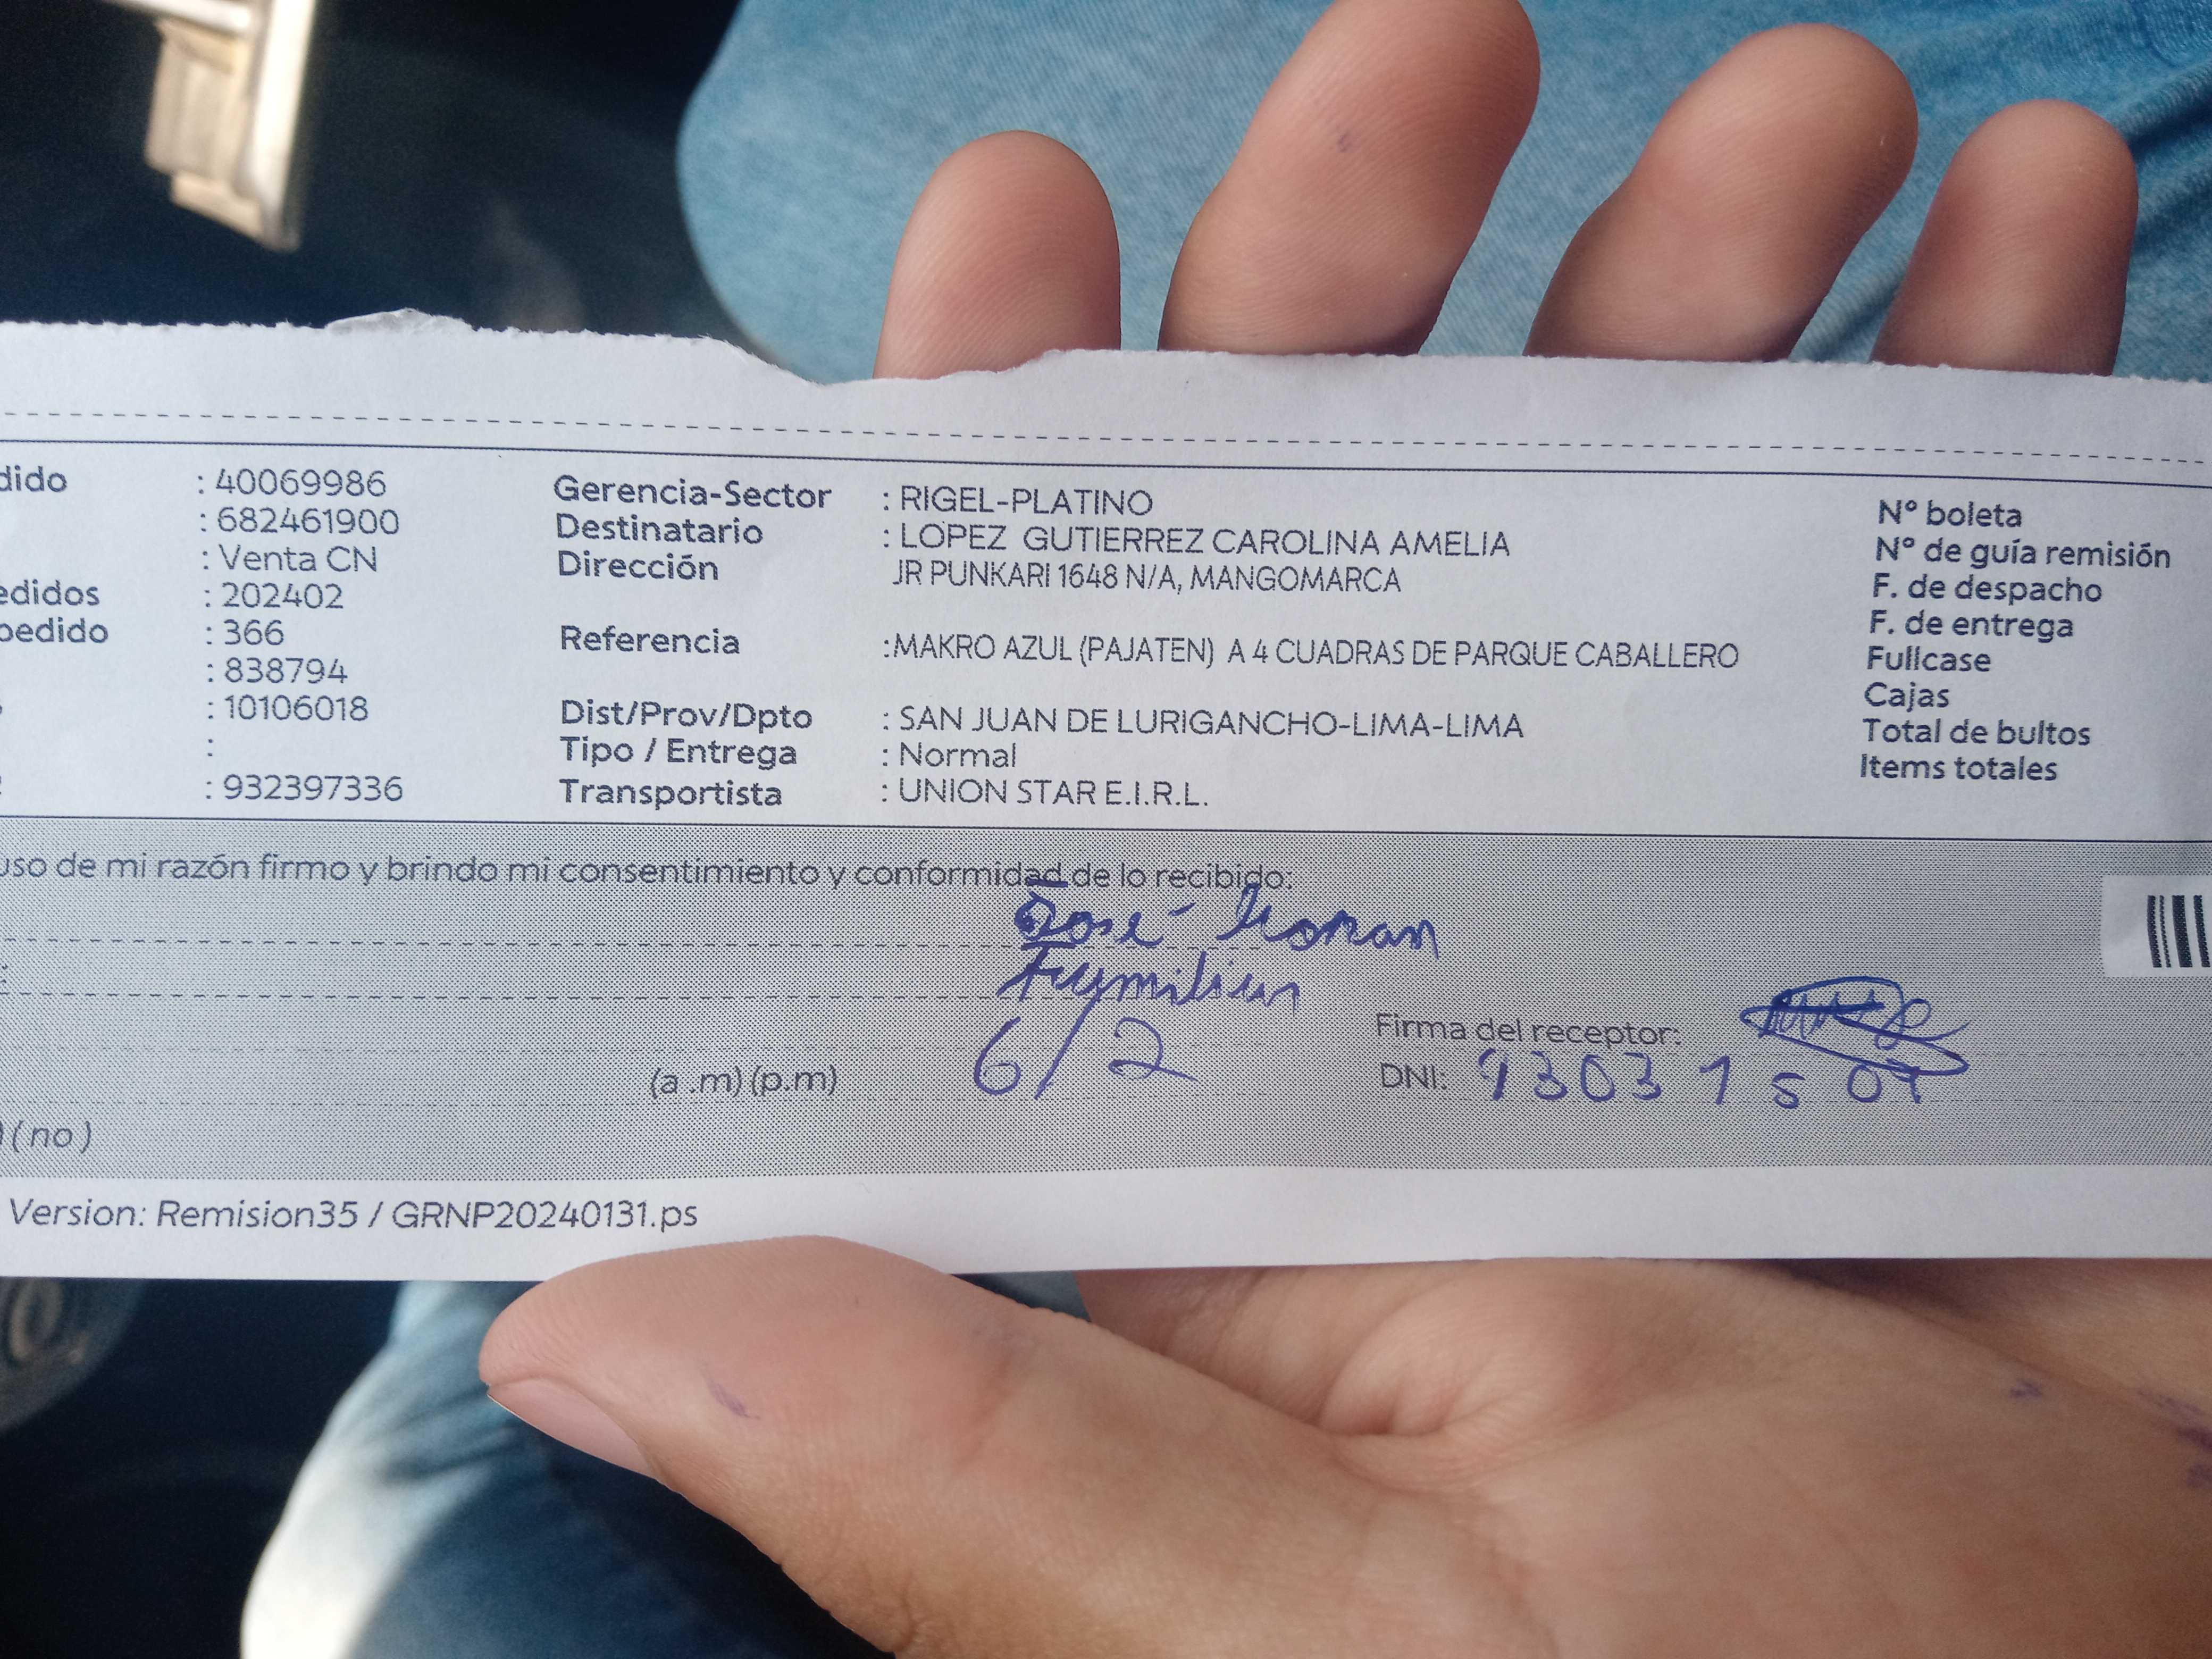 dido : 40069986
: 682461900
: Venta CN
edidos : 202402
pedido : 366
: 838794
: 10106018
:
: 932397336
Gerencia-Sector : RIGEL-PLATINO
Destinatario : LOPEZ GUTIERREZ CAROLINA AMELIA
Dirección JR PUNKARI 1648 N/A, MANGOMARCA
Referencia :MAKRO AZUL (PAJATEN) A 4 CUADRAS DE PARQUE CABALLERO
Dist/Prov/Dpto : SAN JUAN DE LURIGANCHO-LIMA-LIMA
Tipo / Entrega : Normal
Transportista : UNION STAR E.I.R.L.
Nº boleta
Nº de guía remisión
F. de despacho
F. de entrega
Fullcase
Cajas
Total de bultos
Items totales
uso de mi razón firmo y brindo mi consentimiento y conformidad de lo recibido:
José
6/2
Firma del receptor:
(a .m) (p.m)
DNI:
) ( no )
Version: Remision35 / GRNP20240131.ps